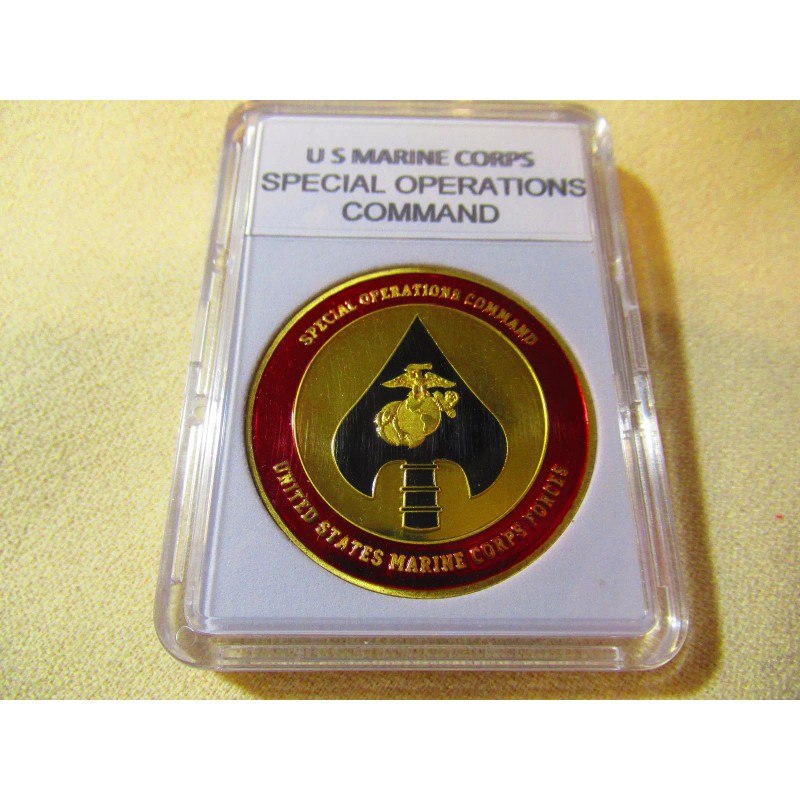 U S MARINE CORPS
SPECIAL OPERATIONS
COMMAND
SPECIAL OPERATIONS COMMAND
UNITED STATES MARINE CORPS FORCES